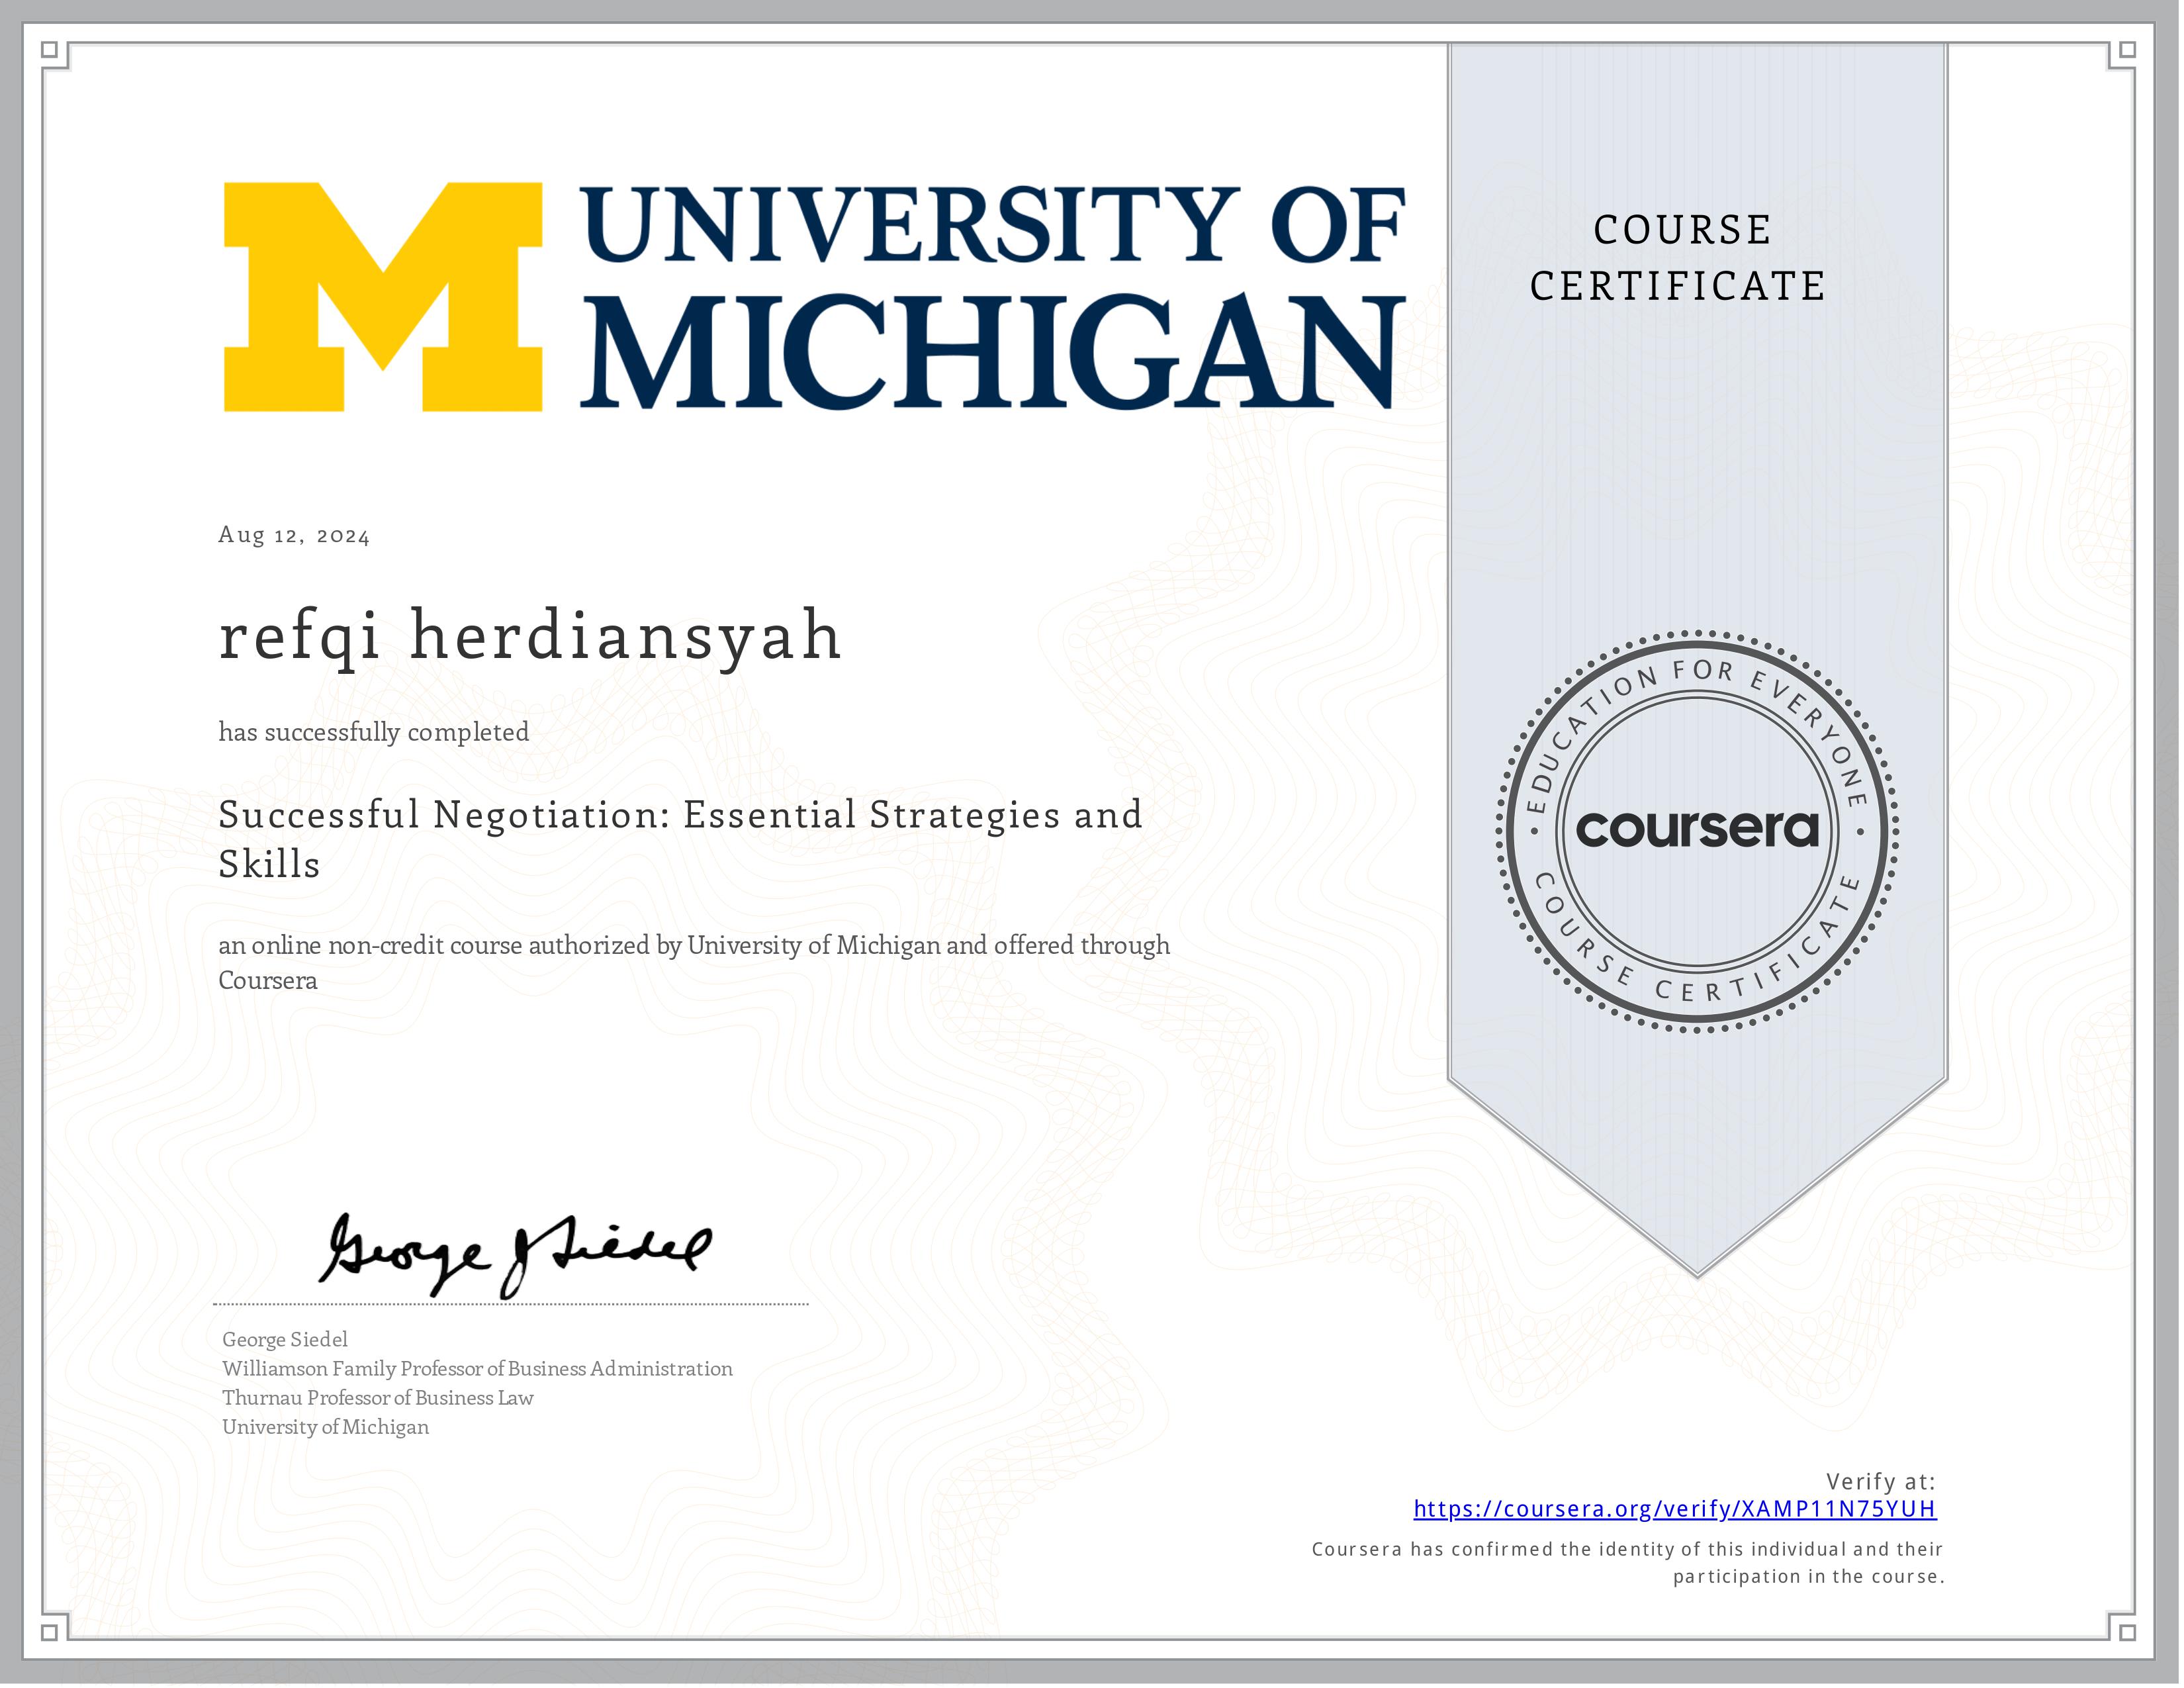 M UNIVERSITY OF
MICHIGAN
COURSE
CERTIFICATE
Aug 12, 2024
refqi herdiansyah
has successfully completed
Successful Negotiation: Essential Strategies and
Skills
an online non-credit course authorized by University of Michigan and offered through
Coursera
EDUCATION FOR EVERYONE
coursera
COURSE CERTIFICATE
George J Siedel
George Siedel
Williamson Family Professor of Business Administration
Thurnau Professor of Business Law
University of Michigan
Verify at:
https://coursera.org/verify/XAMP11N75YUH
Coursera has confirmed the identity of this individual and their
participation in the course.